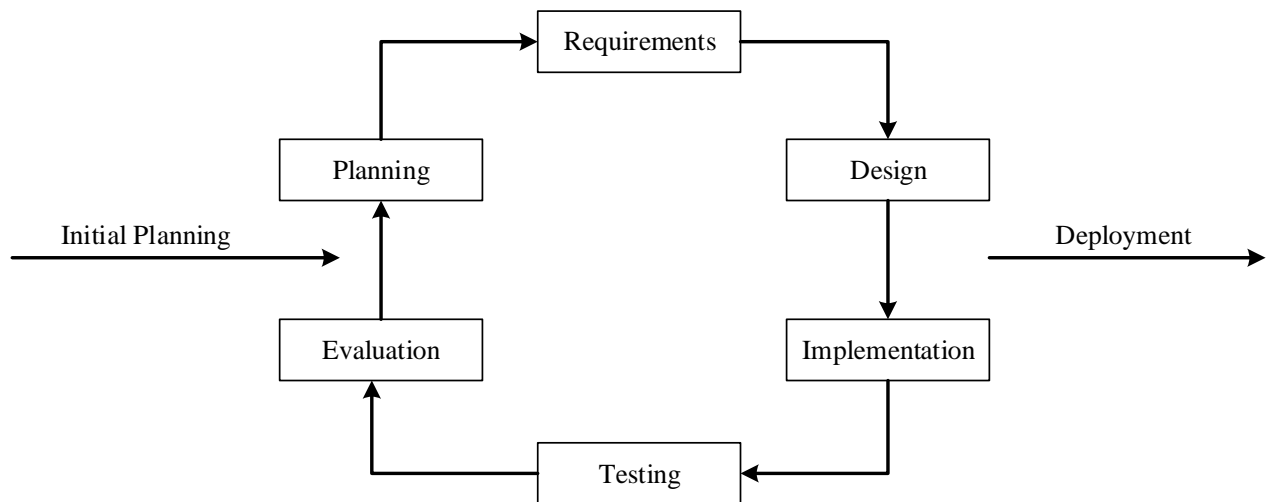 Requirements
Planning
Design
Initial Planning
Deployment
Evaluation
Implementation
Testing